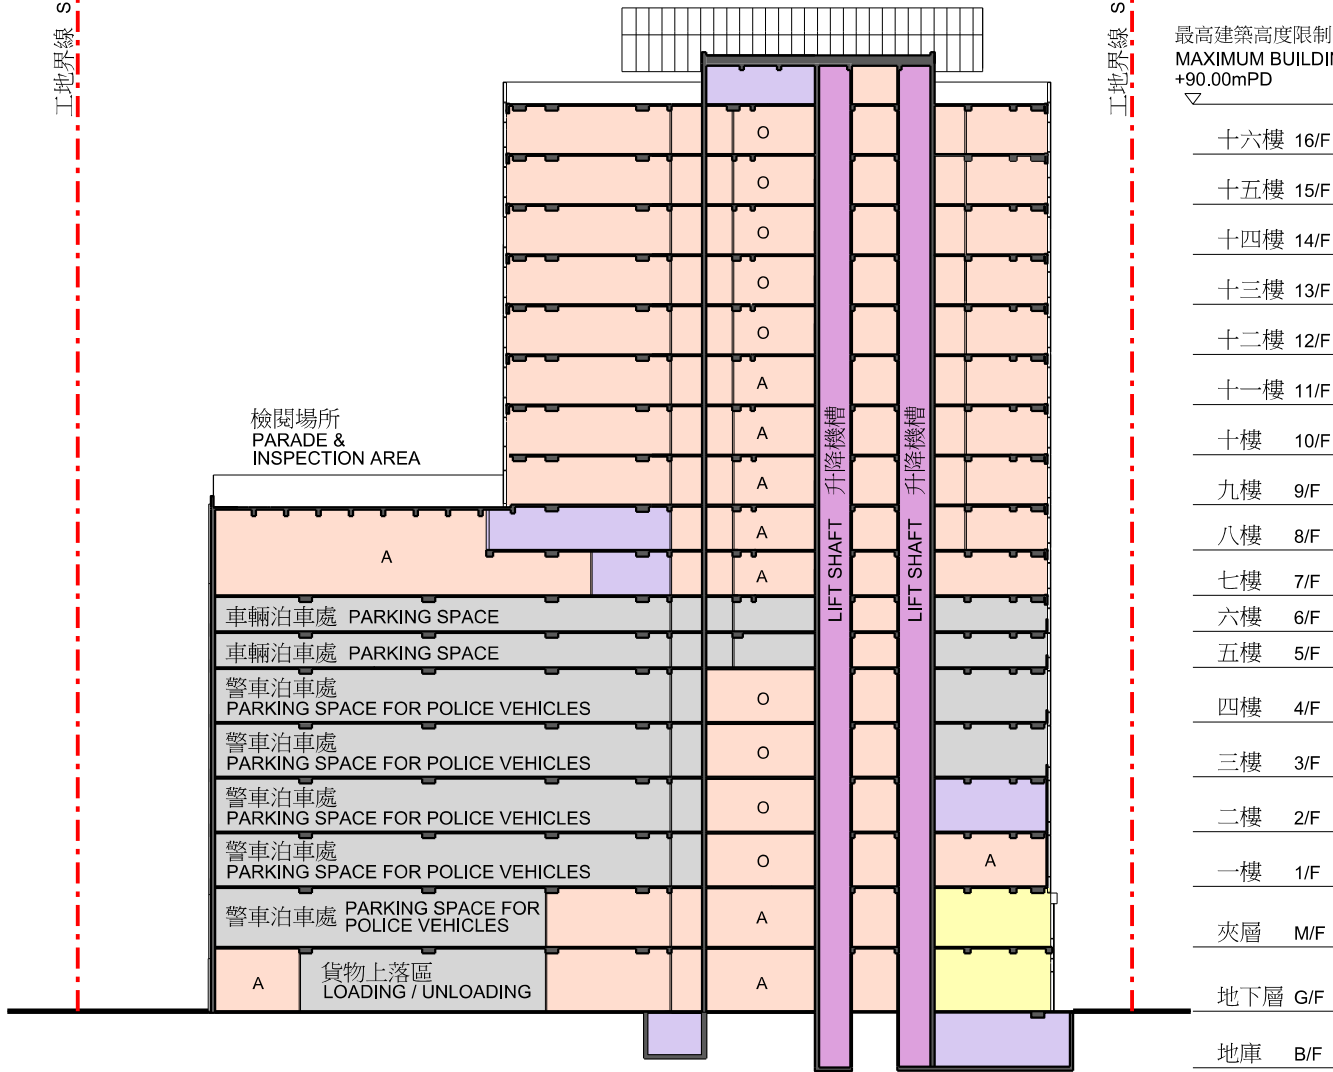 工地界線 S
工地界線 S
最高建築高度限制
MAXIMUM BUILDIN
+90.00mPD
十六樓 16/F
十五樓 15/F
十四樓 14/F
十三樓 13/F
十二樓 12/F
十一樓 11/F
十樓 10/F
九樓 9/F
八樓 8/F
七樓 7/F
六樓 6/F
五樓 5/F
四樓 4/F
三樓 3/F
二樓 2/F
一樓 1/F
夾層 M/F
地下層 G/F
地庫 B/F
O
O
O
O
O
A
A
A
A
A
檢閱場所
PARADE &
INSPECTION AREA
A
升降機槽
LIFT SHAFT
升降機槽
LIFT SHAFT
車輛泊車處 PARKING SPACE
車輛泊車處 PARKING SPACE
警車泊車處
PARKING SPACE FOR POLICE VEHICLES
O
警車泊車處
PARKING SPACE FOR POLICE VEHICLES
O
警車泊車處
PARKING SPACE FOR POLICE VEHICLES
O
警車泊車處
PARKING SPACE FOR POLICE VEHICLES
O
A
警車泊車處 PARKING SPACE FOR
POLICE VEHICLES
A
A
貨物上落區
LOADING / UNLOADING
A